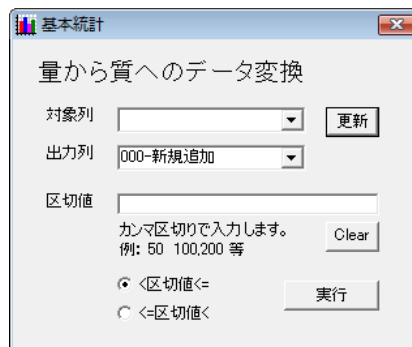 基本統計
量から質へのデータ変換
対象列
更新
出力列 000-新規追加
区切値
カンマ区切りで入力します。
例: 50 100,200 等
Clear
<区切値<=
<=区切値<
実行